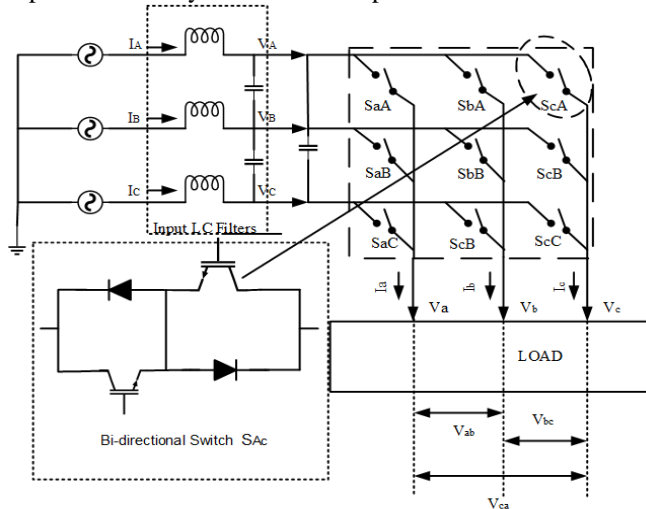 IA VA
SaA SbA ScA
IB VB
SaB SbB ScB
IC VC
Input LC Filters
SaC ScB ScC
Ia Ib Ic
Va Vb Vc
LOAD
Bi-directional Switch SAc
Vab Vbc
Vca